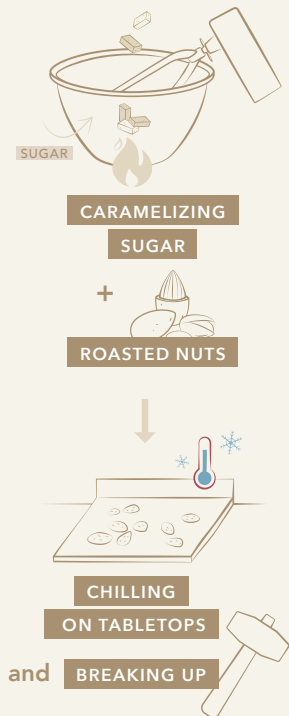 SUGAR
CARAMELIZING
SUGAR
+
ROASTED NUTS
CHILLING
ON TABLETOPS
and BREAKING UP